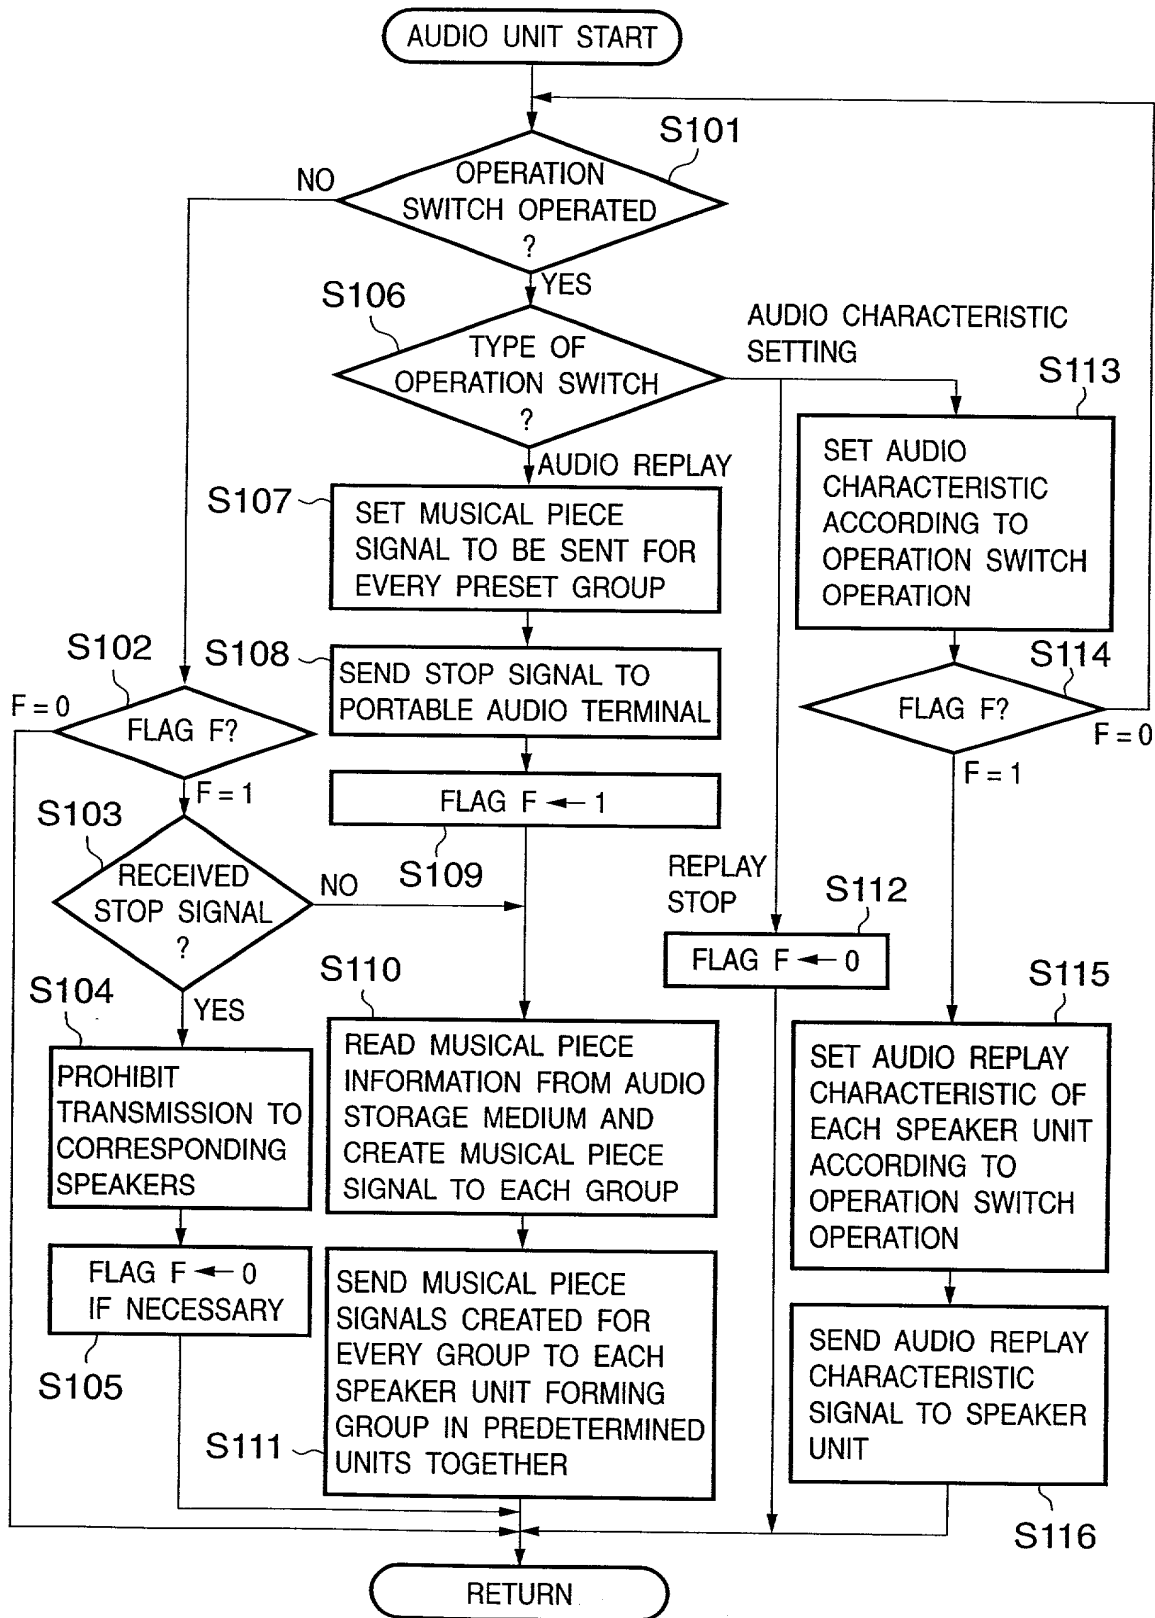 AUDIO UNIT START
S101
OPERATION
SWITCH OPERATED
?
NO
YES
S106
TYPE OF
OPERATION SWITCH
?
AUDIO CHARACTERISTIC
SETTING
AUDIO REPLAY
S113
SET AUDIO
CHARACTERISTIC
ACCORDING TO
OPERATION SWITCH
OPERATION
S107
SET MUSICAL PIECE
SIGNAL TO BE SENT FOR
EVERY PRESET GROUP
S108
SEND STOP SIGNAL TO
PORTABLE AUDIO TERMINAL
FLAG F ← 1
S109
S102
F = 0
FLAG F?
F = 1
S103
RECEIVED
STOP SIGNAL
?
NO
YES
S104
PROHIBIT
TRANSMISSION TO
CORRESPONDING
SPEAKERS
FLAG F ← 0
IF NECESSARY
S105
S110
READ MUSICAL PIECE
INFORMATION FROM AUDIO
STORAGE MEDIUM AND
CREATE MUSICAL PIECE
SIGNAL TO EACH GROUP
SEND MUSICAL PIECE
SIGNALS CREATED FOR
EVERY GROUP TO EACH
SPEAKER UNIT FORMING
GROUP IN PREDETERMINED
UNITS TOGETHER
S111
REPLAY
STOP
S112
FLAG F ← 0
S114
FLAG F?
F = 0
F = 1
S115
SET AUDIO REPLAY
CHARACTERISTIC OF
EACH SPEAKER UNIT
ACCORDING TO
OPERATION SWITCH
OPERATION
SEND AUDIO REPLAY
CHARACTERISTIC
SIGNAL TO SPEAKER
UNIT
S116
RETURN